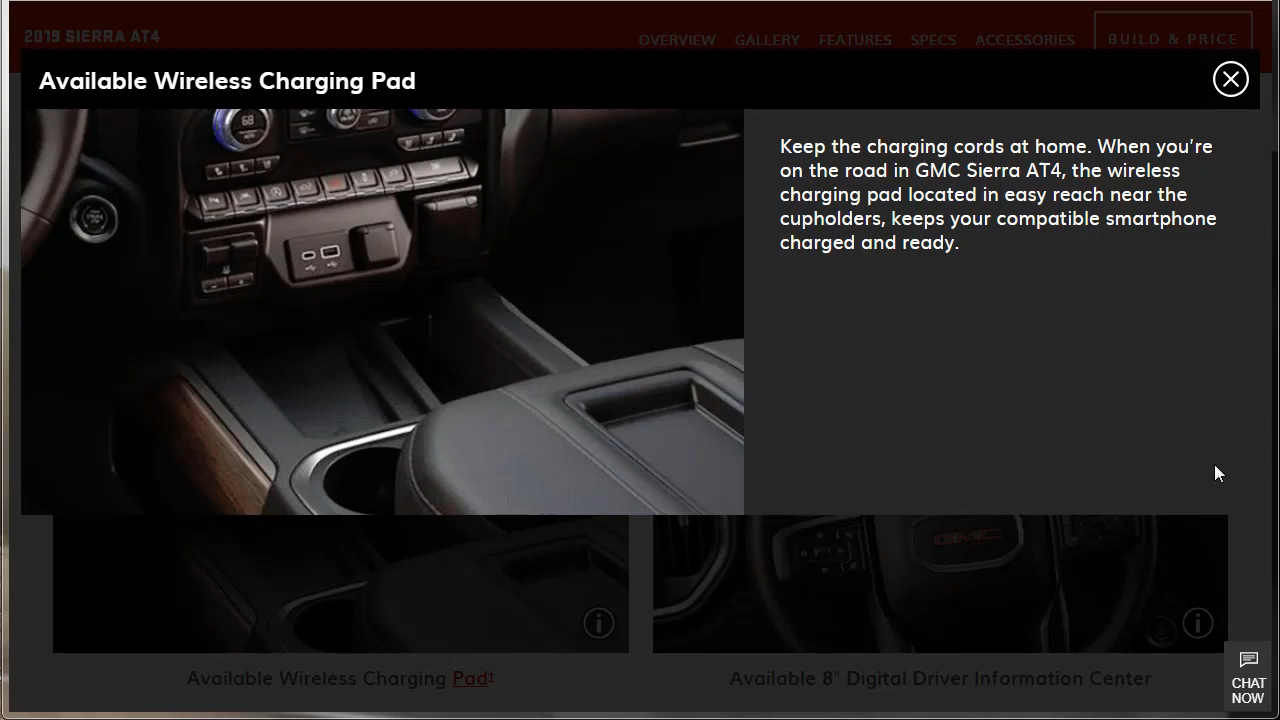 2019 SIERRA AT4
OVERVIEW
GALLERY
FEATURES
SPECS
ACCESSORIES
BUILD & PRICE
Available Wireless Charging Pad
68
Keep the charging cords at home. When you're
on the road in GMC Sierra AT4, the wireless
charging pad located in easy reach near the
cupholders, keeps your compatible smartphone
charged and ready.
GMC
Available Wireless Charging Pad‡
Available 8" Digital Driver Information Center
CHAT
NOW